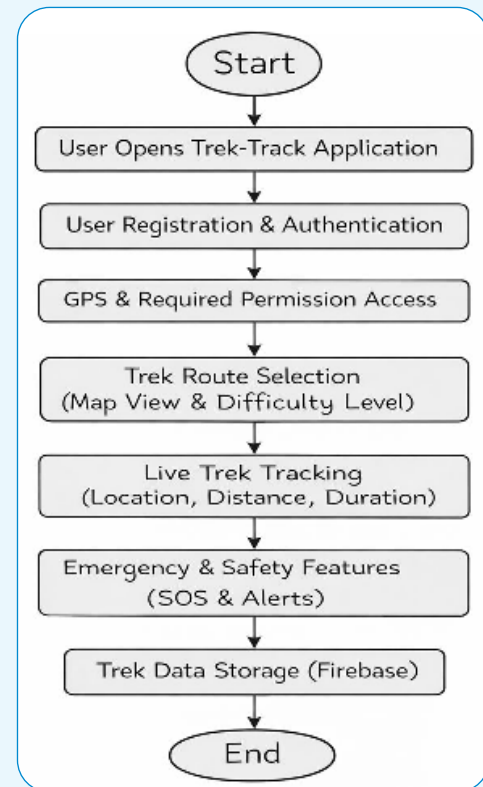 Start
User Opens Trek-Track Application
User Registration & Authentication
GPS & Required Permission Access
Trek Route Selection
(Map View & Difficulty Level)
Live Trek Tracking
(Location, Distance, Duration)
Emergency & Safety Features
(SOS & Alerts)
Trek Data Storage (Firebase)
End